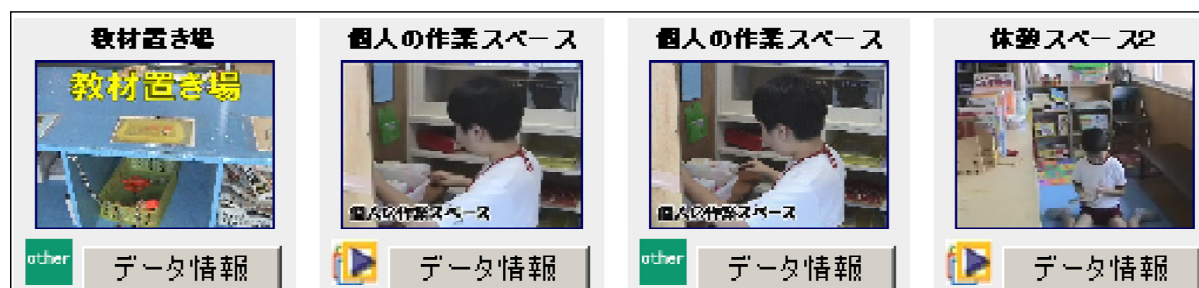 教材置き場
個人の作業スペース
個人の作業スペース
休憩スペース2
教材置き場
個人の作業スペース
個人の作業スペース
other
データ情報
データ情報
other
データ情報
データ情報